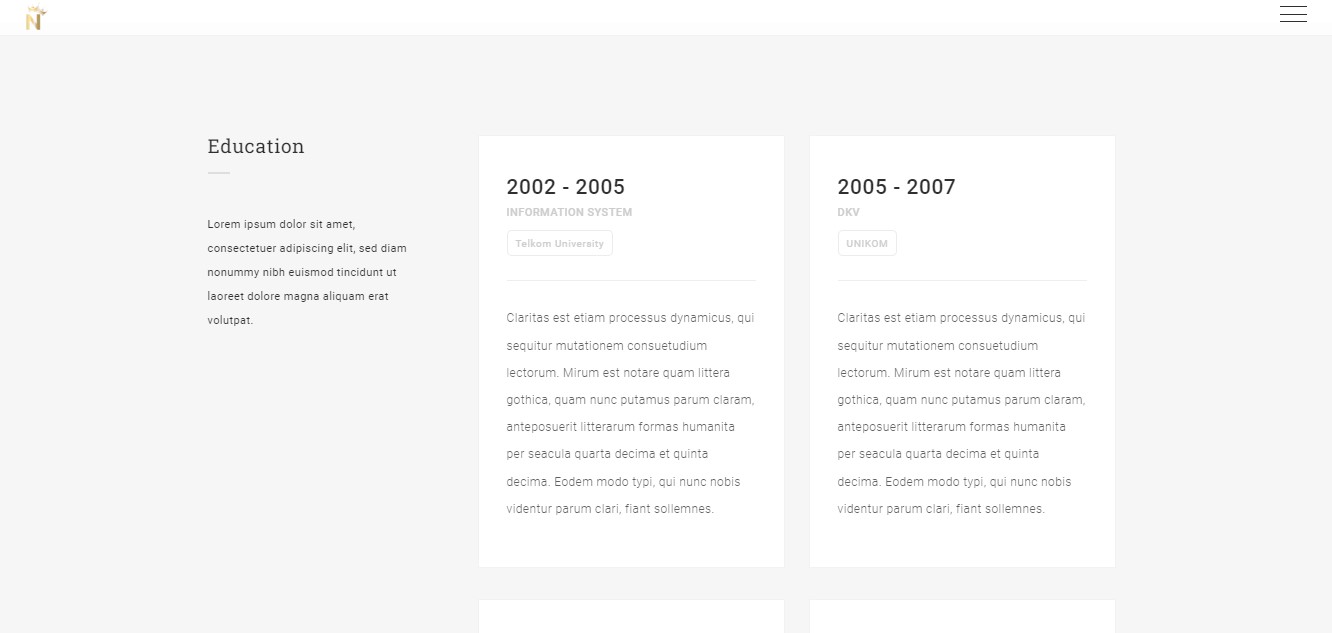 N
Education
Lorem ipsum dolor sit amet,
consectetuer adipiscing elit, sed diam
nonummy nibh euismod tincidunt ut
laoreet dolore magna aliquam erat
volutpat.
2002 - 2005
INFORMATION SYSTEM
Telkom University
Claritas est etiam processus dynamicus, qui
sequitur mutationem consuetudium
lectorum. Mirum est notare quam littera
gothica, quam nunc putamus parum claram,
anteposuerit litterarum formas humanita
per seacula quarta decima et quinta
decima. Eodem modo typi, qui nunc nobis
videntur parum clari, fiant sollemnes.
2005 - 2007
DKV
UNIKOM
Claritas est etiam processus dynamicus, qui
sequitur mutationem consuetudium
lectorum. Mirum est notare quam littera
gothica, quam nunc putamus parum claram,
anteposuerit litterarum formas humanita
per seacula quarta decima et quinta
decima. Eodem modo typi, qui nunc nobis
videntur parum clari, fiant sollemnes.